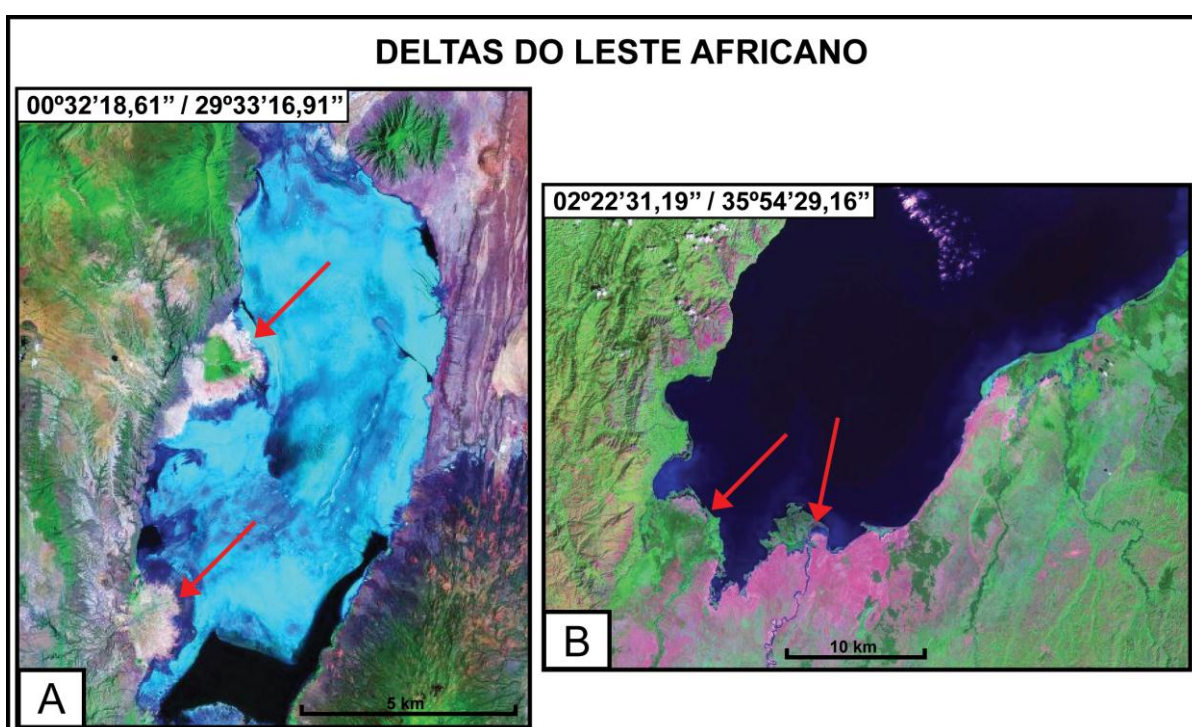 DELTAS DO LESTE AFRICANO
00º32'18,61” / 29º33'16,91”
02º22'31,19” / 35º54'29,16”
A
5 km
B
10 km